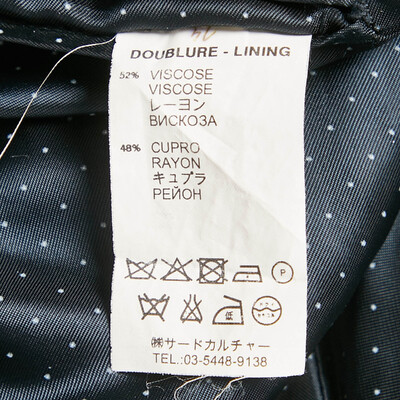 DOUBLURE - LINING
52% VISCOSE
VISCOSE
レーヨン
ВИСКОЗА
48% CUPRO
RAYON
キュプラ
РЕЙОН
P
低
㈱サードカルチャー
TEL.:03-5448-9138